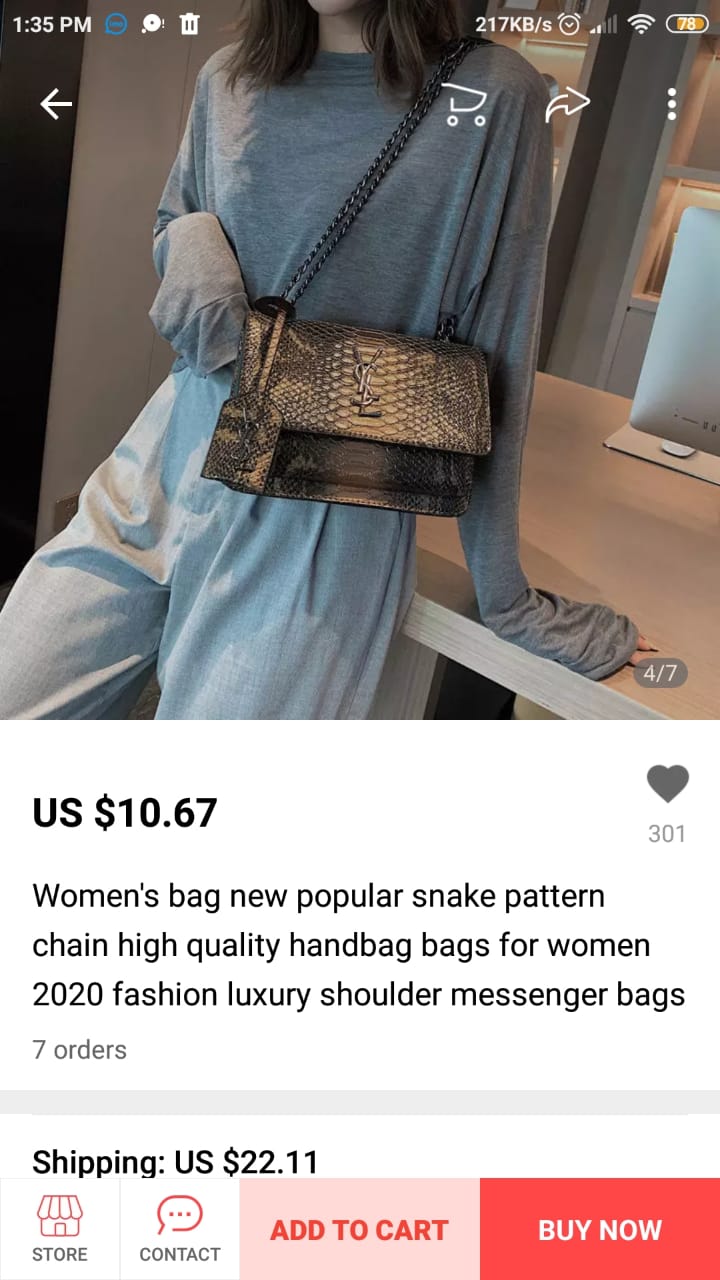 1:35 PM
217KB/s
78
YSL
4/7
US $10.67
301
Women's bag new popular snake pattern
chain high quality handbag bags for women
2020 fashion luxury shoulder messenger bags
7 orders
Shipping: US $22.11
STORE
CONTACT
ADD TO CART
BUY NOW